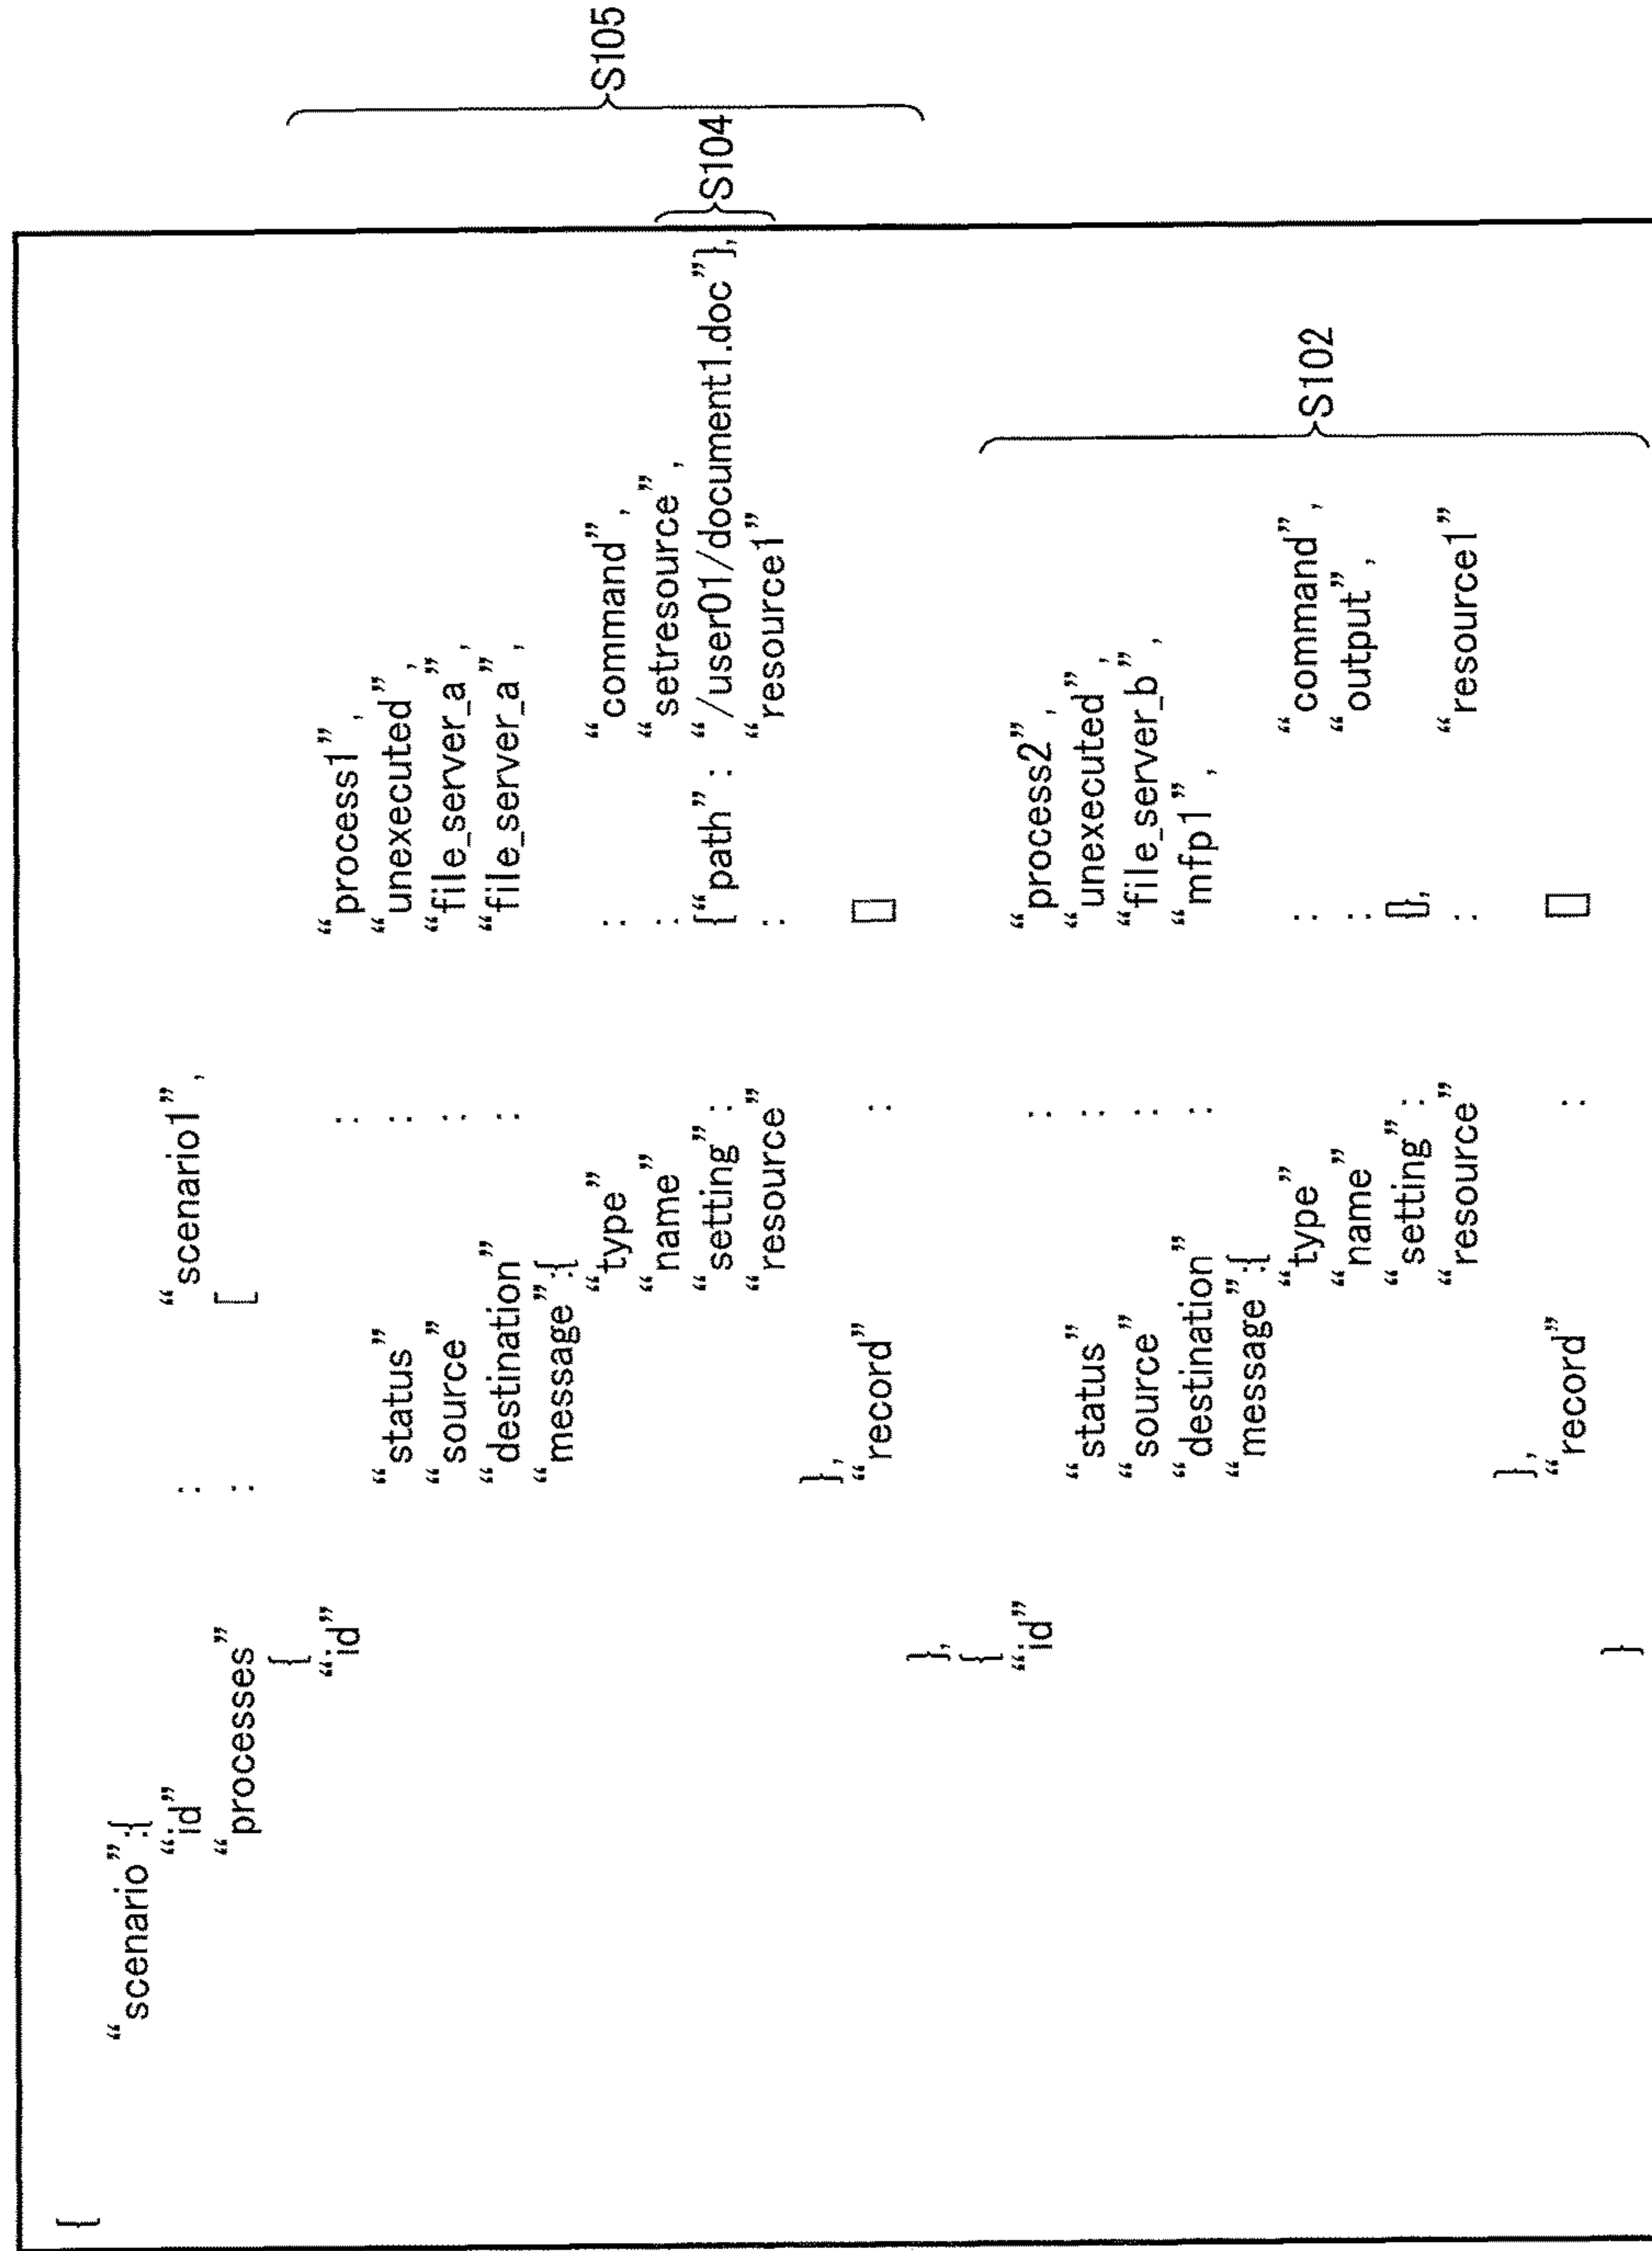 {
“scenario”:{
“id” : “scenario1”,
“processes” : [
{
“id” : “process1”,
“status” : “unexecuted”,
“source” : “file_server_a”,
“destination” : “file_server_a”,
“message”:{
“type” : “command”,
“name” : “setresource”,
“setting” : {“path” : “/user01/document1.doc”},
“resource” : “resource1”
},
“record” : []
},
{
“id” : “process2”,
“status” : “unexecuted”,
“source” : “file_server_b”,
“destination” : “mfp1”,
“message”:{
“type” : “command”,
“name” : “output”,
“setting” : {},
“resource” : “resource1”
},
“record” : []
}
S104
S105
S102